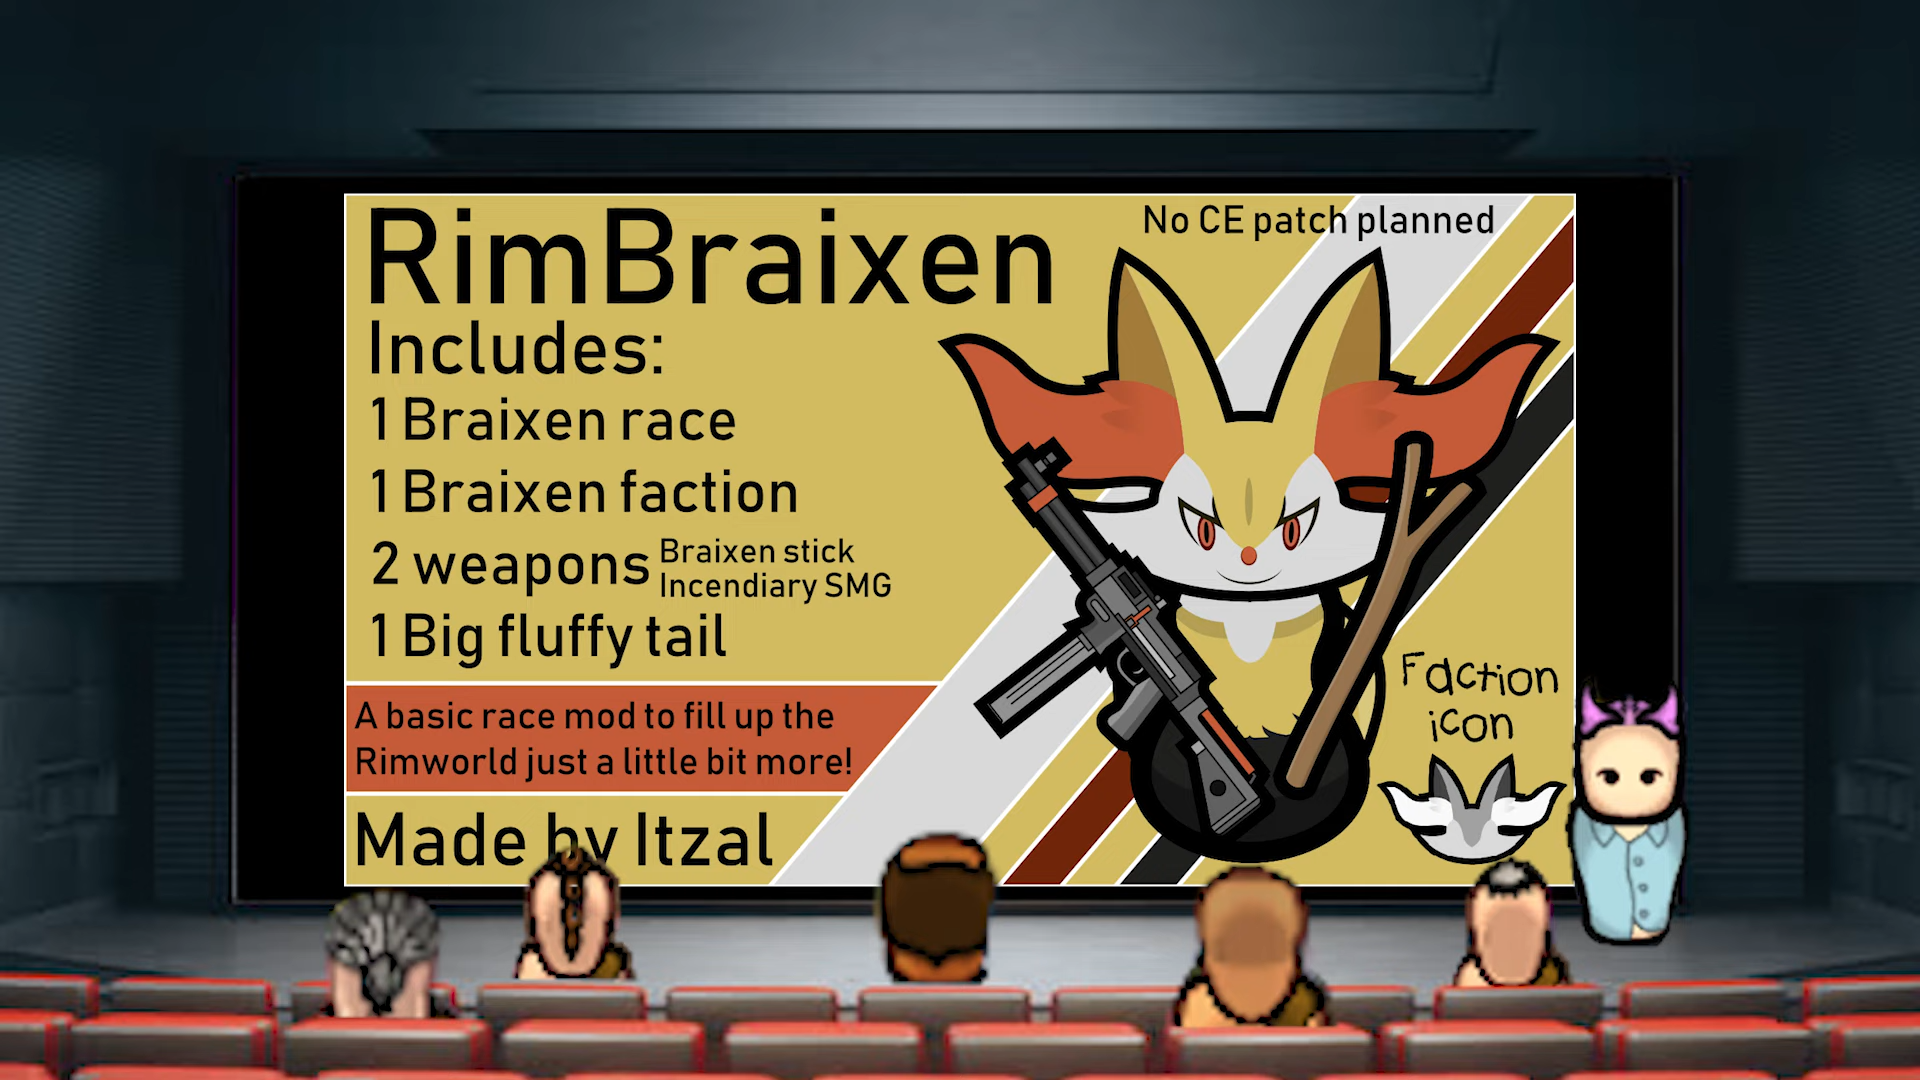 RimBraixen
No CE patch planned
Includes:
1 Braixen race
1 Braixen faction
2 weapons
Braixen stick
Incendiary SMG
1 Big fluffy tail
A basic race mod to fill up the
Rimworld just a little bit more!
Made by Itzal
Faction
icon